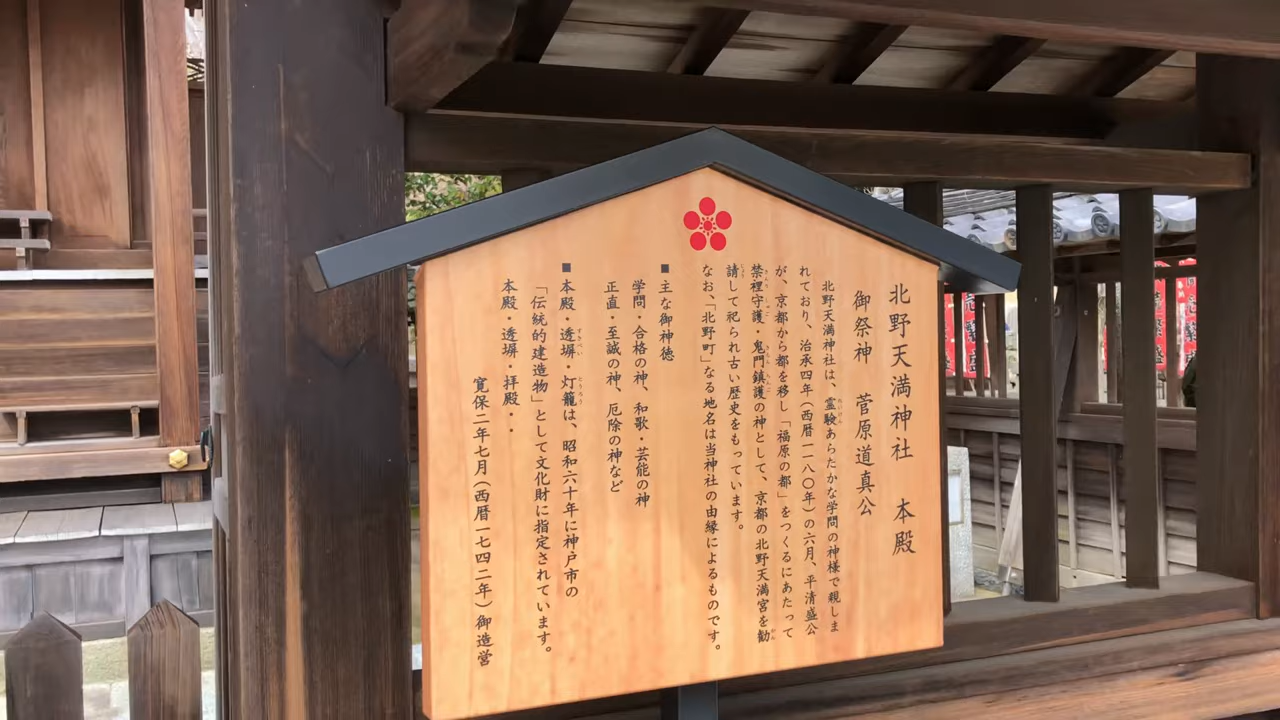 北野天満神社 本殿
御祭神 菅原道真公
北野天満神社は、霊験あらたかな学問の神様で親しま
れており、治承四年(西暦一一八〇年)の六月、平清盛公
が、京都から都を移し「福原の都」をつくるにあたって
禁裡守護・鬼門鎮護の神として、京都の北野天満宮を勧
請して祀られ古い歴史をもっています。
なお、「北野町」なる地名は当神社の由縁によるものです。
■主な御神徳
学問・合格の神、和歌・芸能の神
正直・至誠の神、厄除の神など
■本殿・透塀・灯籠は、昭和六十年に神戸市の
「伝統的建造物」として文化財に指定されています。
本殿・透塀・拝殿・・
寛保二年七月(西暦一七四二年)御造営